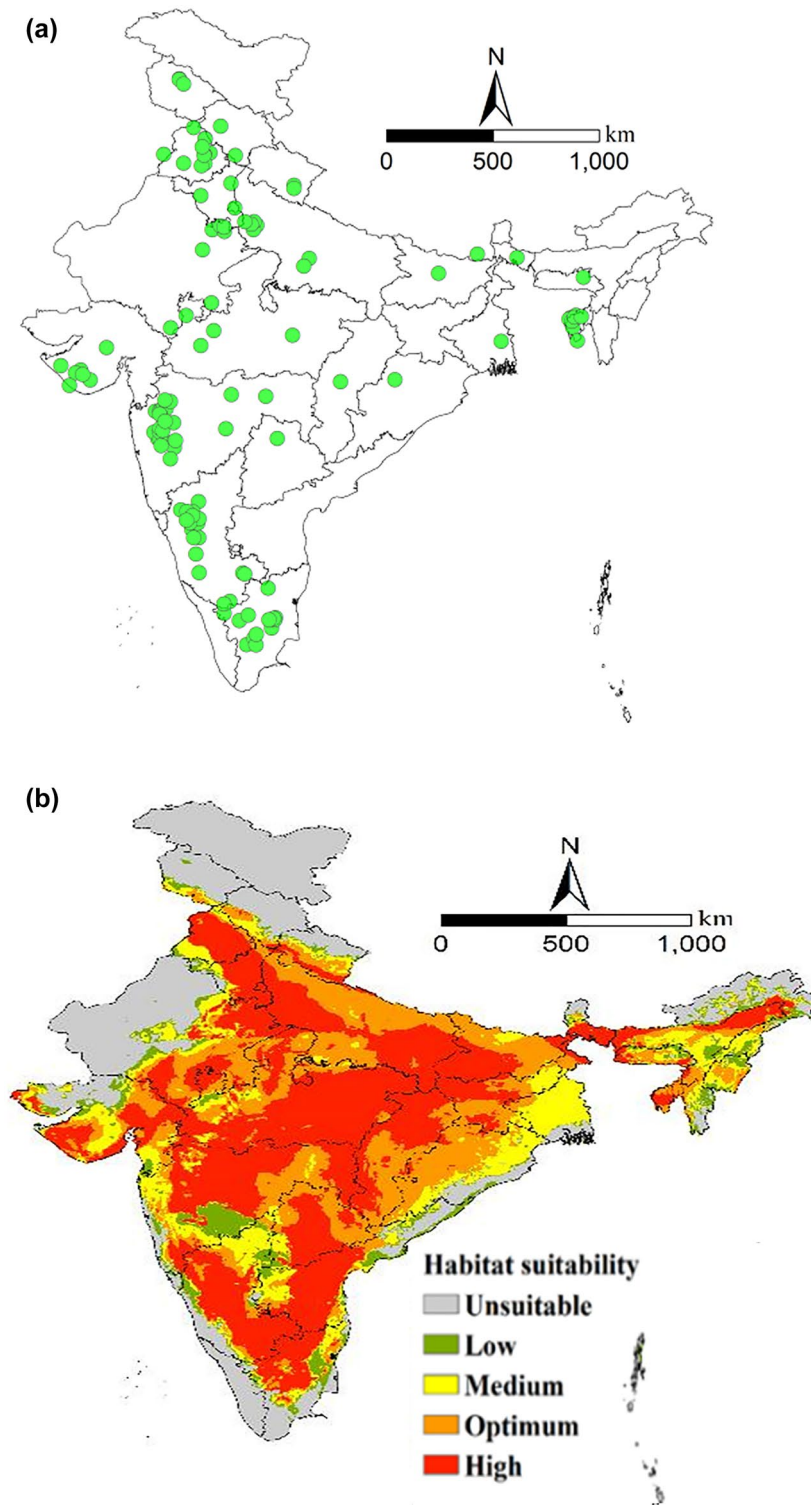 (a)
N
km
0 500 1,000
(b)
N
km
0 500 1,000
Habitat suitability
Unsuitable
Low
Medium
Optimum
High